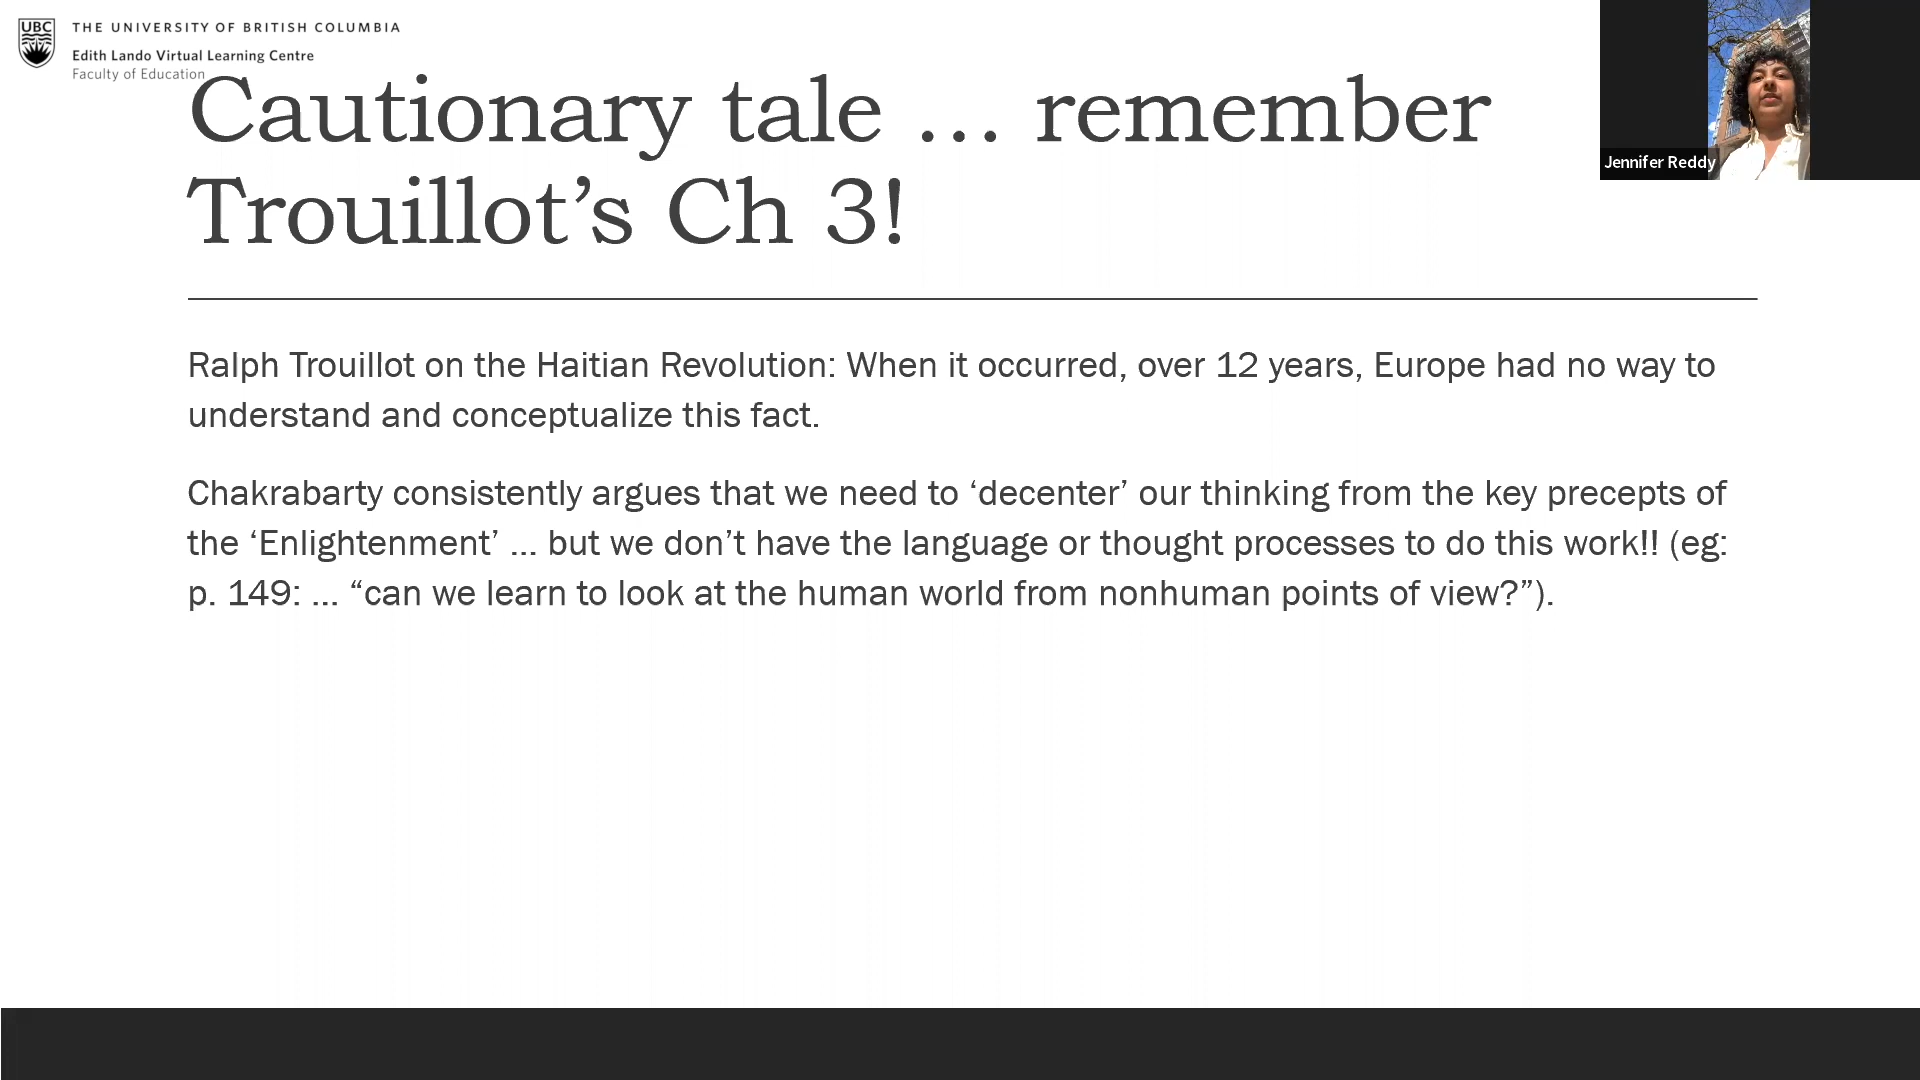 UBC
THE UNIVERSITY OF BRITISH COLUMBIA
Edith Lando Virtual Learning Centre
Faculty of Education
Cautionary tale … remember
Trouillot’s Ch 3!
Jennifer Reddy
Ralph Trouillot on the Haitian Revolution: When it occurred, over 12 years, Europe had no way to
understand and conceptualize this fact.
Chakrabarty consistently argues that we need to ‘decenter’ our thinking from the key precepts of
the ‘Enlightenment’ … but we don’t have the language or thought processes to do this work!! (eg:
p. 149: … “can we learn to look at the human world from nonhuman points of view?”).